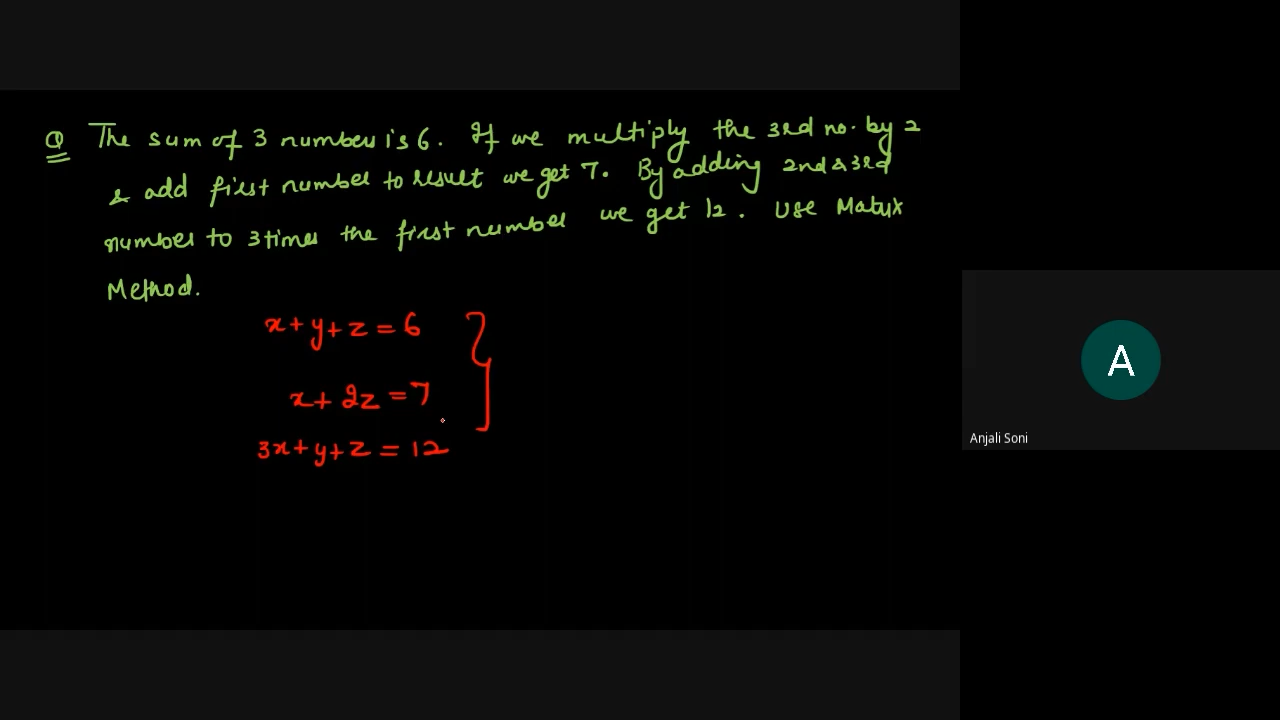 Q The sum of 3 number is 6. If we multiply the 3rd no. by 2
& add first number to result we get 7. By adding 2nd & 3rd
number to 3 times the first number we get 12. Use Matrix
Method.
x + y + z = 6
x + 2z = 7
3x + y + z = 12
A
Anjali Soni